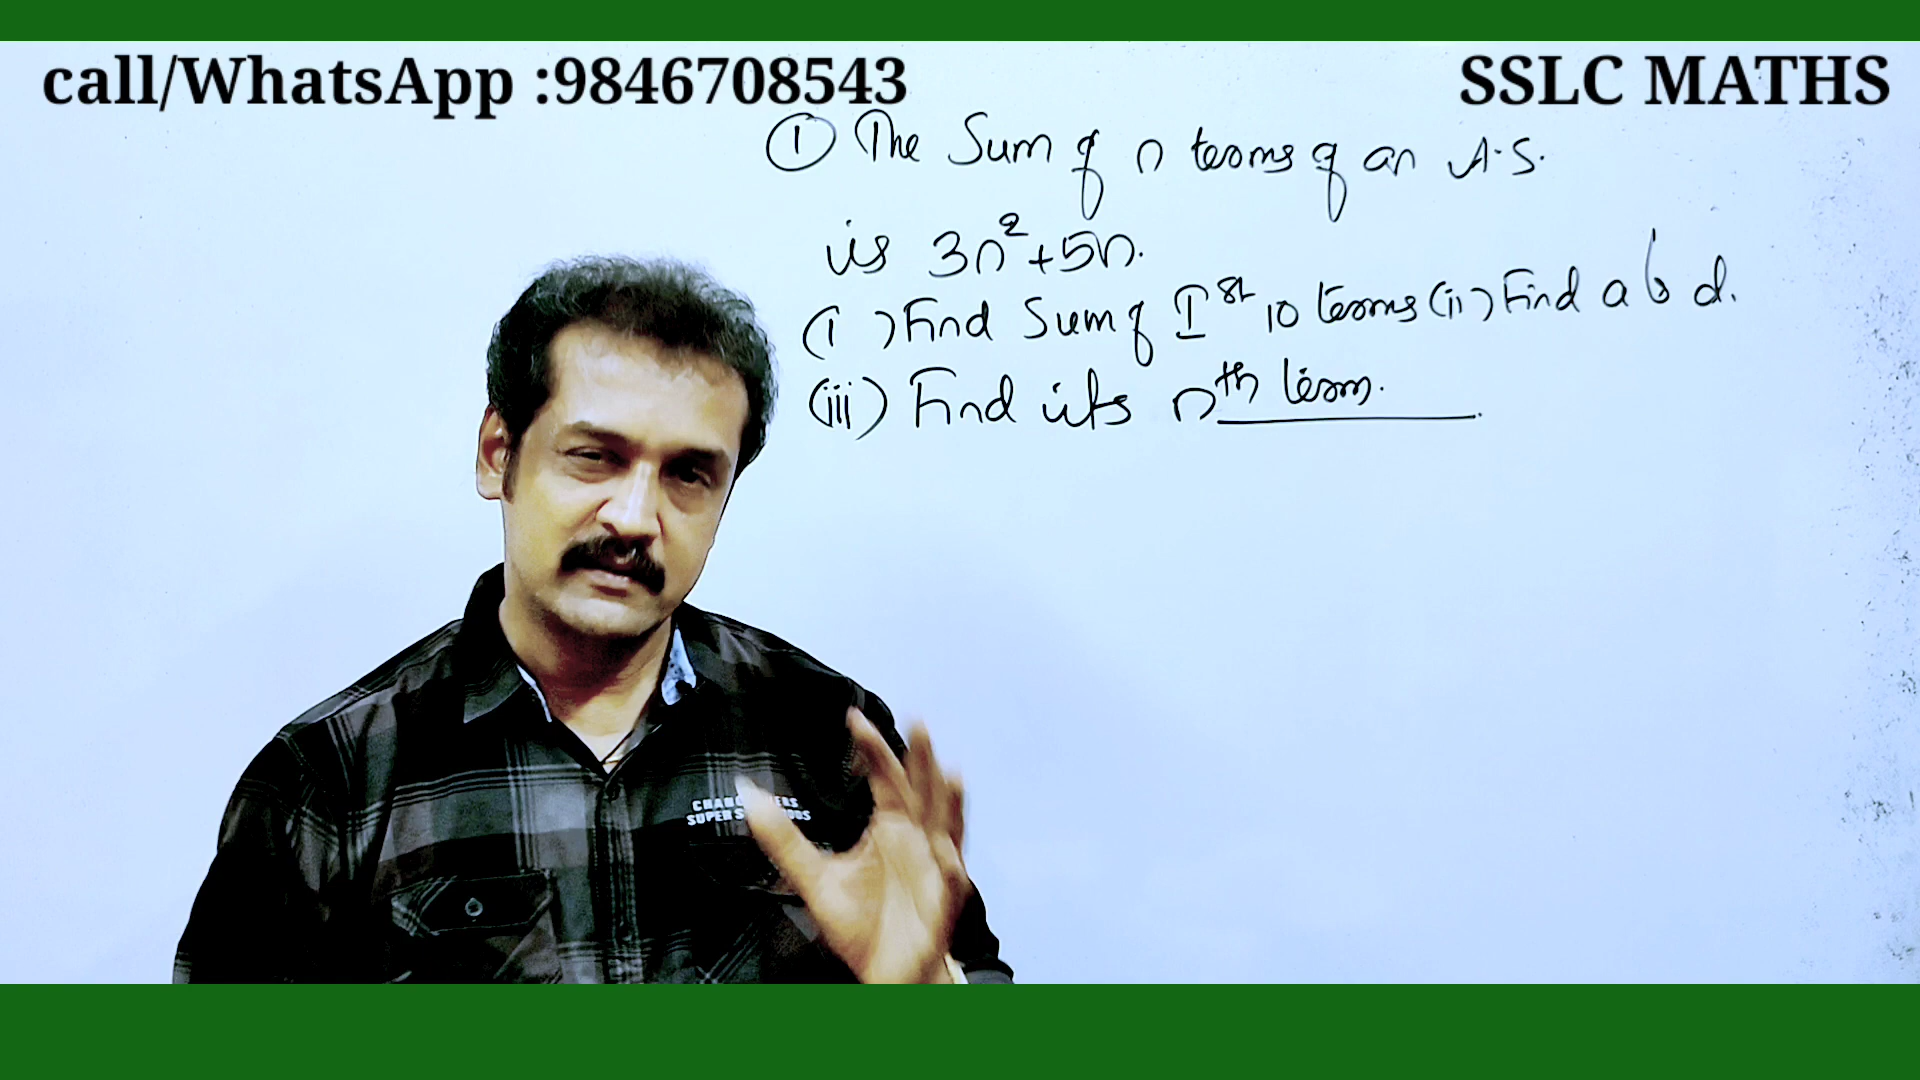 call/WhatsApp :9846708543
SSLC MATHS
① The Sum of n terms of an A.S.
is 3n²+5n.
(i) Find Sum of Iˢᵗ 10 terms (ii) Find a & d.
(iii) Find its nᵗʰ term.
SUPER S